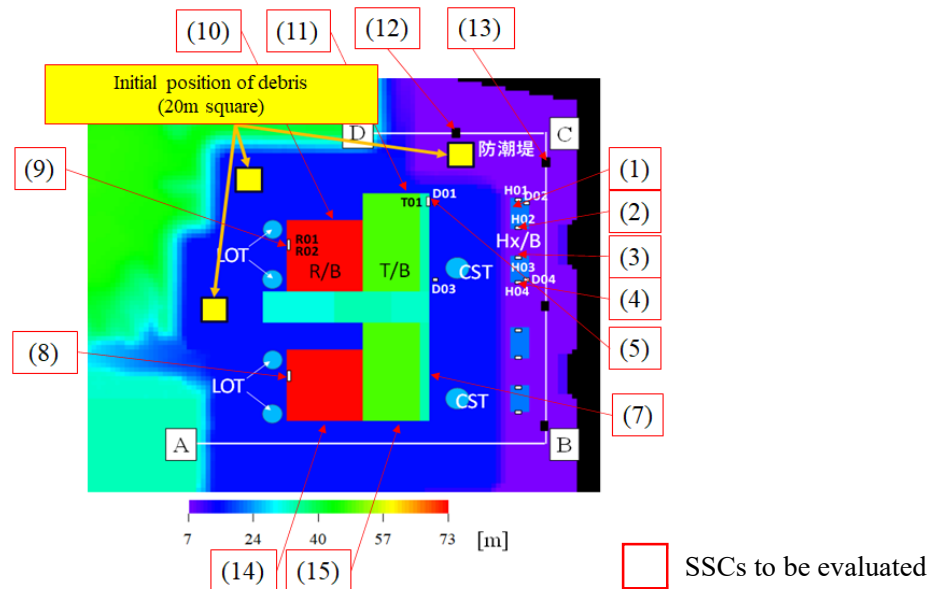 (10)
(11)
(12)
(13)
Initial position of debris
(20m square)
D
C
防潮堤
(9)
(1)
H01
D02
D01
T01
(2)
H02
R01
R02
LOT
Hx/B
(3)
R/B
T/B
CST
H03
D03
D04
H04
(4)
(8)
(5)
LOT
CST
(7)
A
B
7
24
40
57
73
[m]
(14)
(15)
SSCs to be evaluated